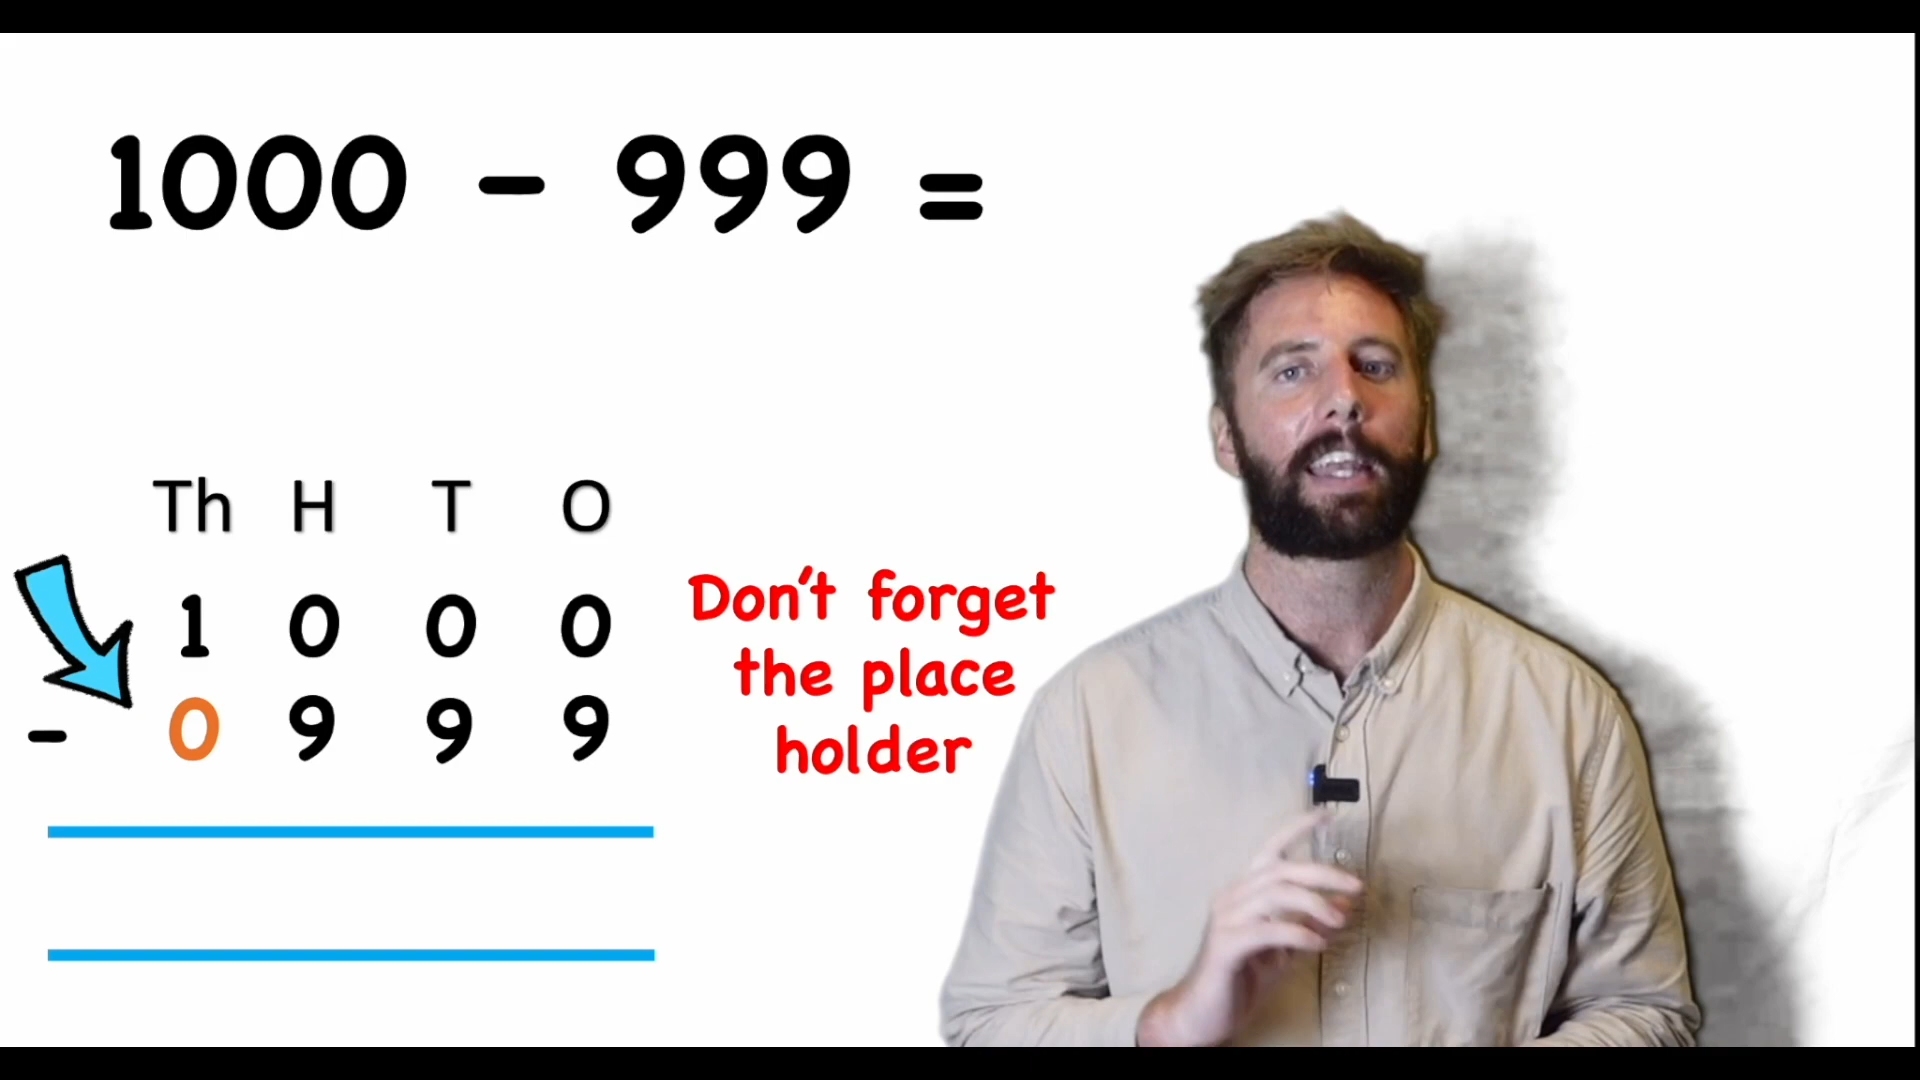 1000 - 999 =
Th H T O
1 0 0 0
- 0 9 9 9
Don't forget
the place
holder